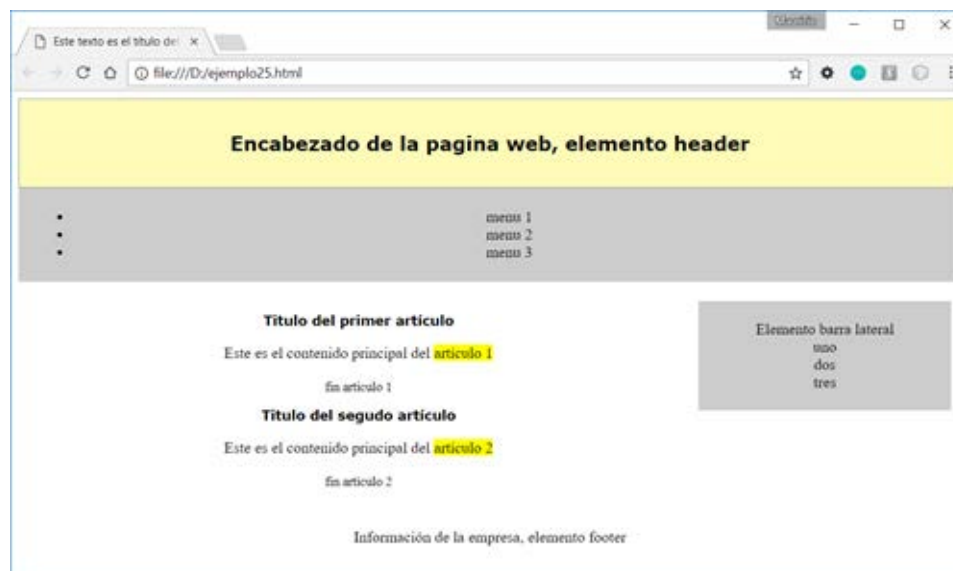 Este texto es el título de
file:///D:/ejemplo25.html
Encabezado de la pagina web, elemento header
menu 1
menu 2
menu 3
Título del primer artículo
Este es el contenido principal del articulo 1
fin articulo 1
Título del segudo artículo
Este es el contenido principal del articulo 2
fin articulo 2
Elemento barra lateral
uno
dos
tres
Información de la empresa, elemento footer